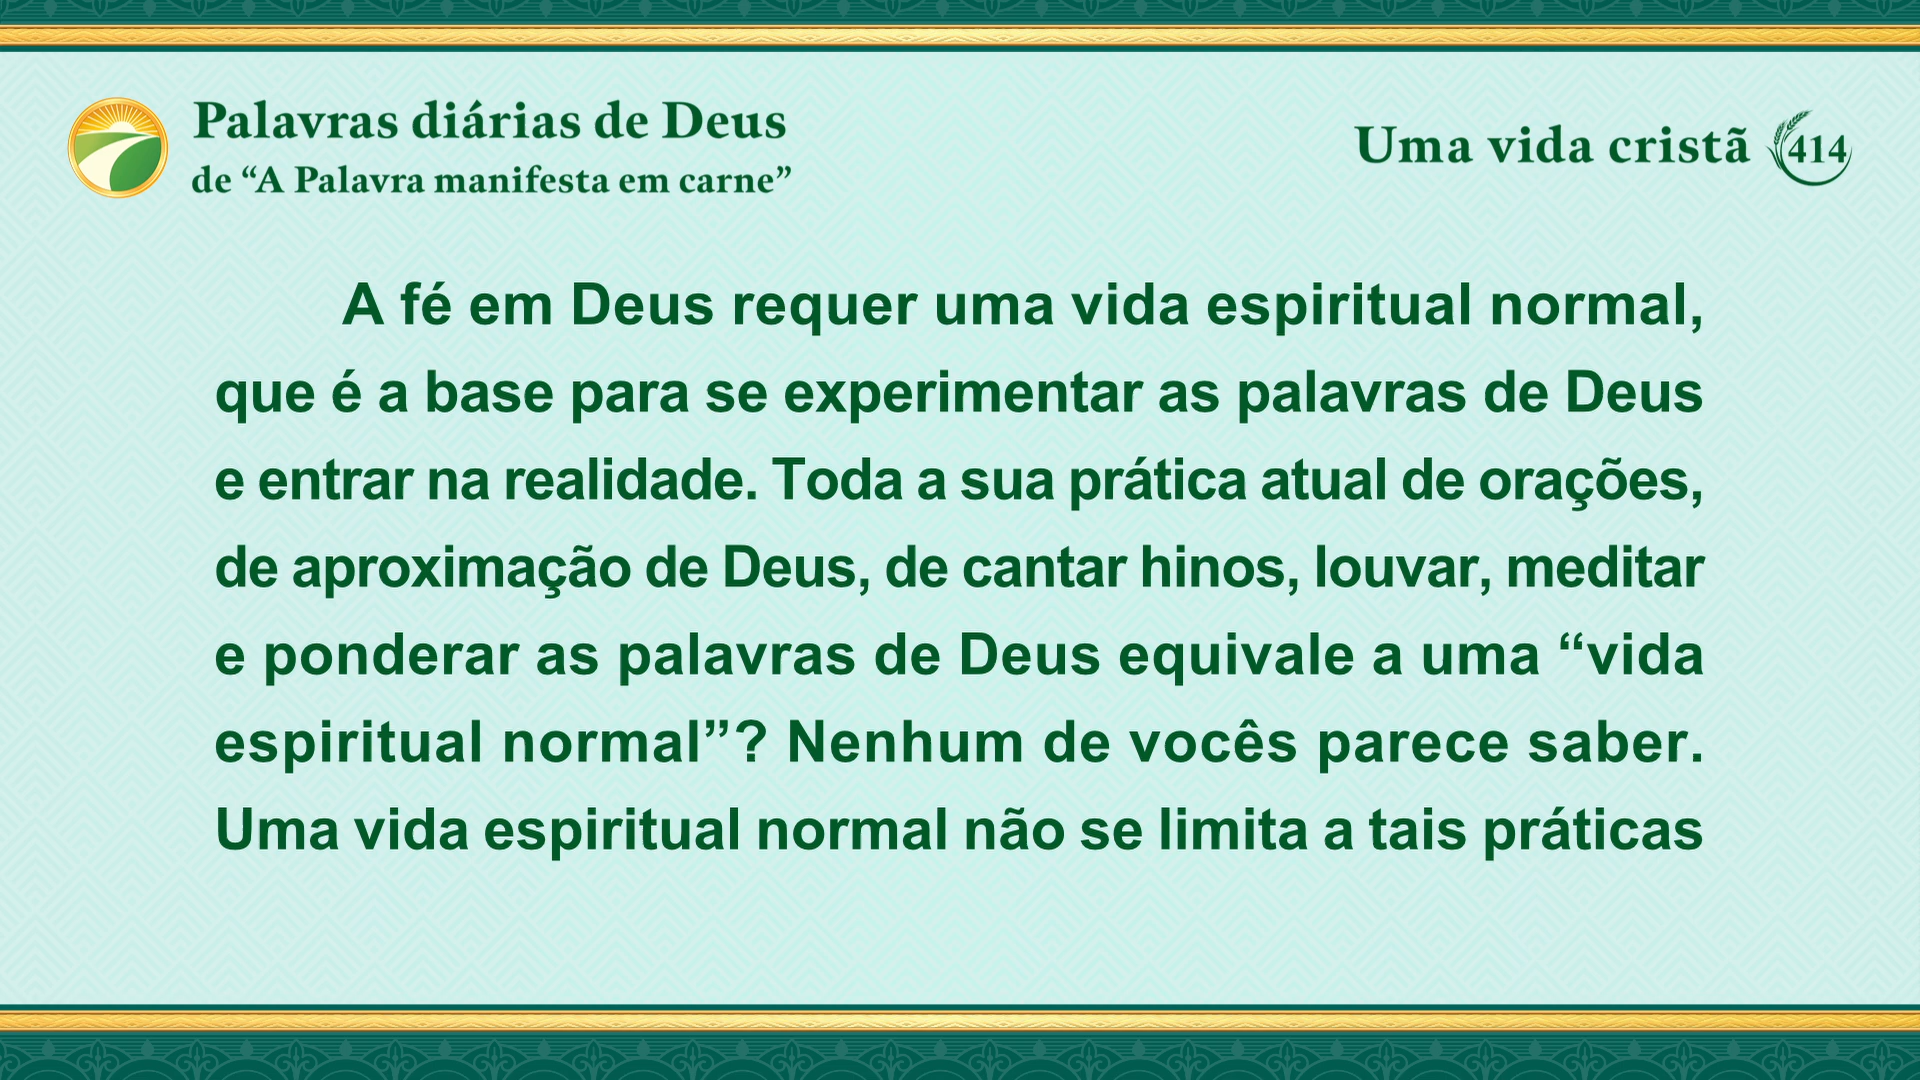 Palavras diárias de Deus
de “A Palavra manifesta em carne”
Uma vida cristã 414
A fé em Deus requer uma vida espiritual normal,
que é a base para se experimentar as palavras de Deus
e entrar na realidade. Toda a sua prática atual de orações,
de aproximação de Deus, de cantar hinos, louvar, meditar
e ponderar as palavras de Deus equivale a uma “vida
espiritual normal”? Nenhum de vocês parece saber.
Uma vida espiritual normal não se limita a tais práticas